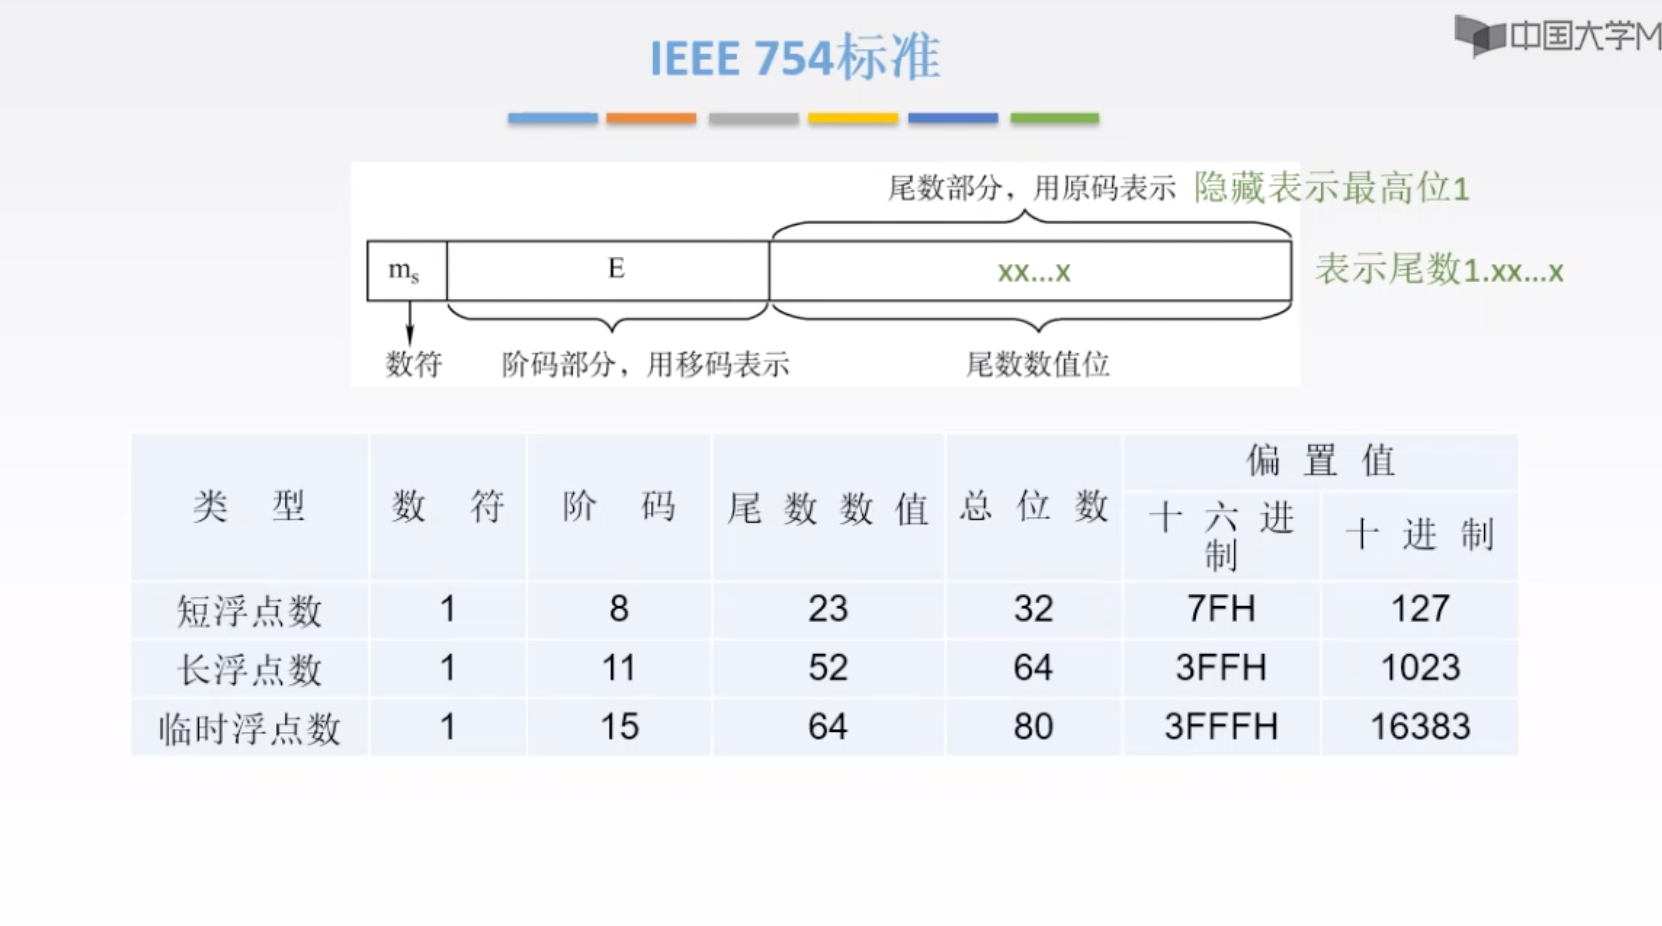 中国大学M
IEEE 754标准
尾数部分，用原码表示 隐藏表示最高位1
ms E xx...x 表示尾数1.xx...x
数符 阶码部分，用移码表示 尾数数值位
类型 数符 阶码 尾数数值 总位数 偏置值
十六进制 十进制
短浮点数 1 8 23 32 7FH 127
长浮点数 1 11 52 64 3FFH 1023
临时浮点数 1 15 64 80 3FFFH 16383